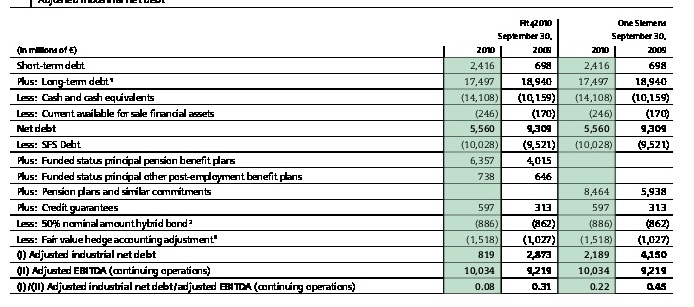 Adjusted industrial net debt
Fit42010 One Siemens
September 30, September 30,
(in millions of €) 2010 2009 2010 2009
Short-term debt 2,416 698 2,416 698
Plus: Long-term debt¹ 17,497 18,940 17,497 18,940
Less: Cash and cash equivalents (14,108) (10,159) (14,108) (10,159)
Less: Current available for sale financial assets (246) (170) (246) (170)
Net debt 5,560 9,309 5,560 9,309
Less: SFS Debt (10,028) (9,521) (10,028) (9,521)
Plus: Funded status principal pension benefit plans 6,357 4,015
Plus: Funded status principal other post-employment benefit plans 738 646
Plus: Pension plans and similar commitments 8,464 5,938
Plus: Credit guarantees 597 313 597 313
Less: 50% nominal amount hybrid bond² (886) (862) (886) (862)
Less: Fair value hedge accounting adjustment³ (1,518) (1,027) (1,518) (1,027)
(I) Adjusted industrial net debt 819 2,873 2,189 4,150
(II) Adjusted EBITDA (continuing operations) 10,034 9,219 10,034 9,219
(I)/(II) Adjusted industrial net debt/adjusted EBITDA (continuing operations) 0.08 0.31 0.22 0.45